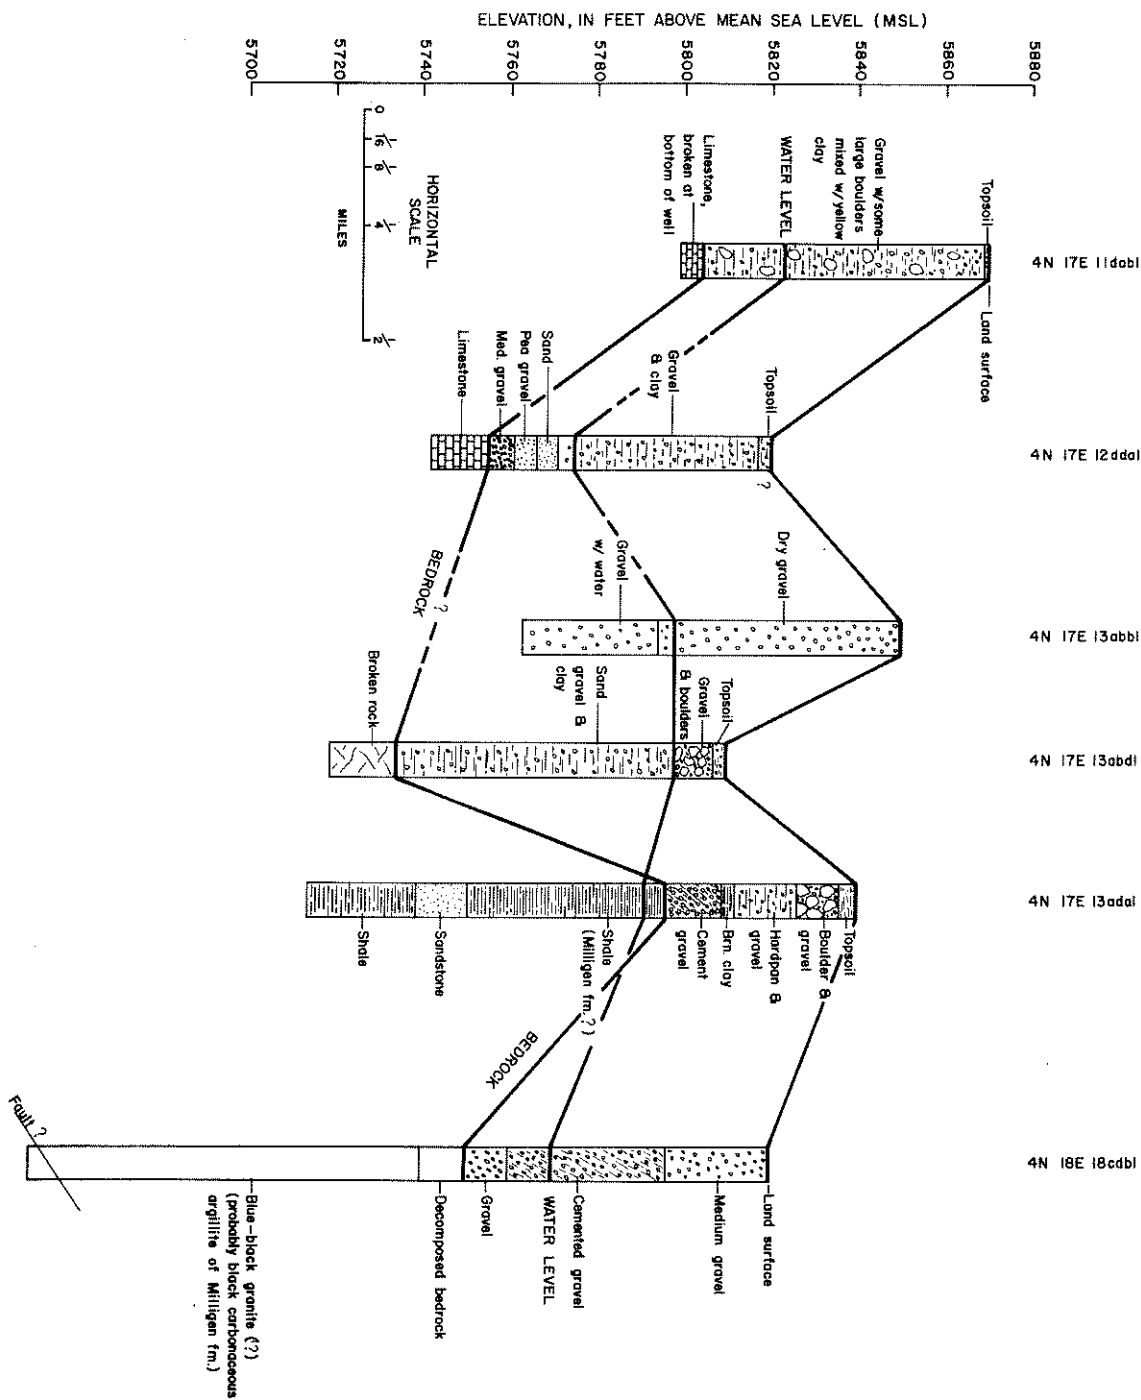 ELEVATION, IN FEET ABOVE MEAN SEA LEVEL (MSL)
5700
5720
5740
5760
5780
5800
5820
5840
5860
5880
4N 17E 11dab1
Topsoil
Land surface
Gravel w/some
large boulders
mixed w/yellow
clay
WATER LEVEL
Limestone,
broken at
bottom of well
HORIZONTAL
SCALE
0
1/16
1/8
1/4
1/2
MILES
4N 17E 12dda1
Topsoil
?
Gravel
& clay
Sand
Pea gravel
Med. gravel
Limestone
4N 17E 13abb1
Dry gravel
Gravel
w/ water
BEDROCK ?
4N 17E 13abd1
Topsoil
Gravel
& boulders
Sand
gravel &
clay
Broken rock
4N 17E 13ada1
Topsoil
Boulder &
gravel
Hardpan &
gravel
Brn. clay
Cement
gravel
Shale
(Milligen fm.?)
Sandstone
Shale
BEDROCK
4N 18E 18cdb1
Land surface
Medium gravel
Cemented gravel
WATER LEVEL
Gravel
Decomposed bedrock
Blue-black granite (?)
(probably black carbonaceous
argillite of Milligen fm.)
Fault ?